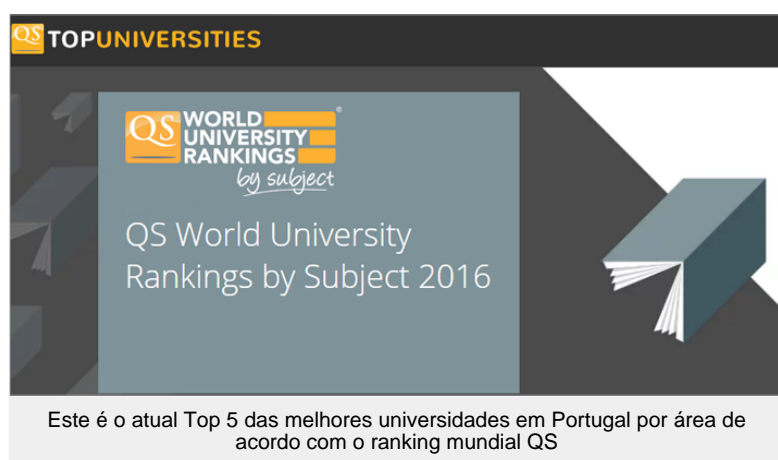 QS TOPUNIVERSITIES
QS WORLD
UNIVERSITY
RANKINGS
by subject
QS World University
Rankings by Subject 2016
Este é o atual Top 5 das melhores universidades em Portugal por área de
acordo com o ranking mundial QS